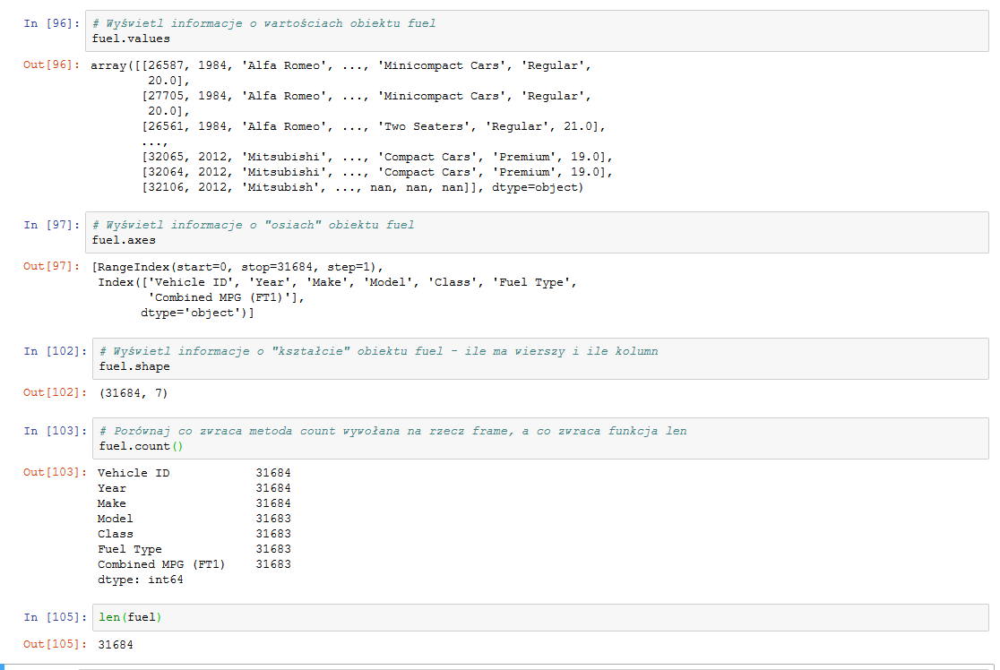 In [96]: # Wyświetl informacje o wartościach obiektu fuel
fuel.values
Out[96]: array([[26587, 1984, 'Alfa Romeo', ..., 'Minicompact Cars', 'Regular',
20.0],
[27705, 1984, 'Alfa Romeo', ..., 'Minicompact Cars', 'Regular',
20.0],
[26561, 1984, 'Alfa Romeo', ..., 'Two Seaters', 'Regular', 21.0],
...,
[32065, 2012, 'Mitsubishi', ..., 'Compact Cars', 'Premium', 19.0],
[32064, 2012, 'Mitsubishi', ..., 'Compact Cars', 'Premium', 19.0],
[32106, 2012, 'Mitsubish', ..., nan, nan, nan]], dtype=object)
In [97]: # Wyświetl informacje o "osiach" obiektu fuel
fuel.axes
Out[97]: [RangeIndex(start=0, stop=31684, step=1),
Index(['Vehicle ID', 'Year', 'Make', 'Model', 'Class', 'Fuel Type',
'Combined MPG (FT1)'],
dtype='object')]
In [102]: # Wyświetl informacje o "kształcie" obiektu fuel - ile ma wierszy i ile kolumn
fuel.shape
Out[102]: (31684, 7)
In [103]: # Porównaj co zwraca metoda count wywołana na rzecz frame, a co zwraca funkcja len
fuel.count()
Out[103]: Vehicle ID 31684
Year 31684
Make 31684
Model 31683
Class 31683
Fuel Type 31683
Combined MPG (FT1) 31683
dtype: int64
In [105]: len(fuel)
Out[105]: 31684